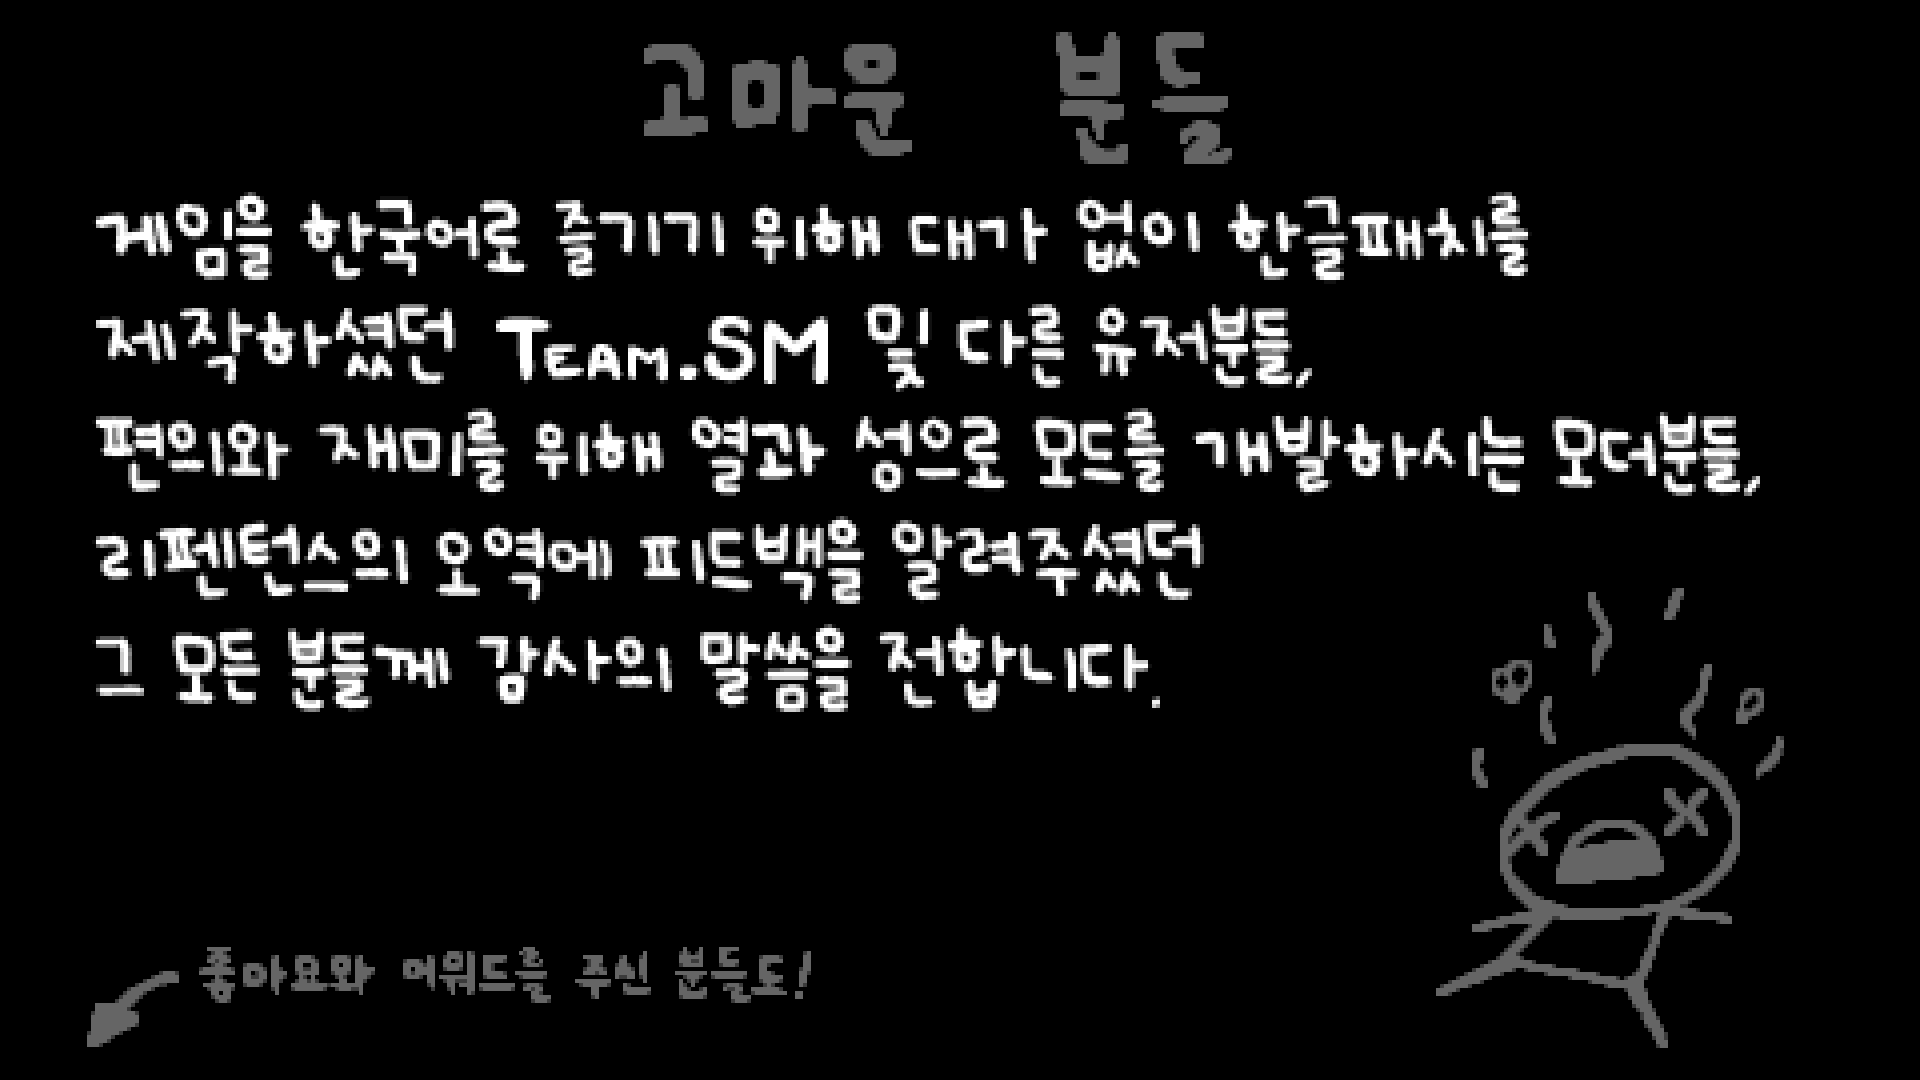 고마운 분들
게임을 한국어로 즐기기 위해 대가 없이 한글패치를
제작하셨던 TEAM.SM 및 다른 유저분들,
편의와 재미를 위해 열과 성으로 모드를 개발하시는 모더분들,
리펜턴스의 오역에 피드백을 알려주셨던
그 모든 분들께 감사의 말씀을 전합니다.
좋아요와 어워드를 주신 분들도!